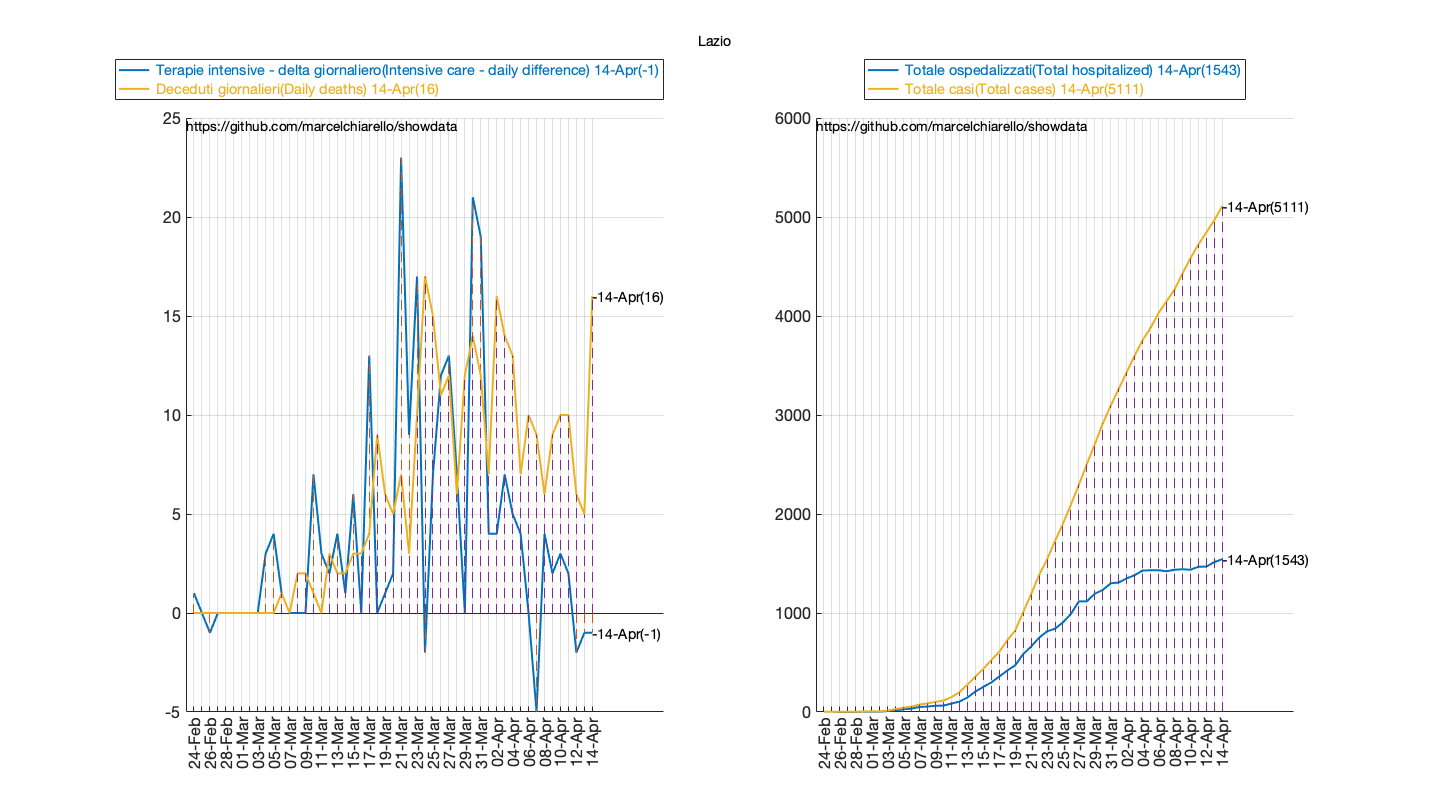 Lazio
Terapie intensive - delta giornaliero(Intensive care - daily difference) 14-Apr(-1)
Deceduti giornalieri(Daily deaths) 14-Apr(16)
https://github.com/marcelchiarello/showdata
25
20
15
10
5
0
-5
-14-Apr(16)
-14-Apr(-1)
24-Feb
26-Feb
28-Feb
01-Mar
03-Mar
05-Mar
07-Mar
09-Mar
11-Mar
13-Mar
15-Mar
17-Mar
19-Mar
21-Mar
23-Mar
25-Mar
27-Mar
29-Mar
31-Mar
02-Apr
04-Apr
06-Apr
08-Apr
10-Apr
12-Apr
14-Apr
Totale ospedalizzati(Total hospitalized) 14-Apr(1543)
Totale casi(Total cases) 14-Apr(5111)
https://github.com/marcelchiarello/showdata
6000
5000
4000
3000
2000
1000
0
-14-Apr(5111)
-14-Apr(1543)
24-Feb
26-Feb
28-Feb
01-Mar
03-Mar
05-Mar
07-Mar
09-Mar
11-Mar
13-Mar
15-Mar
17-Mar
19-Mar
21-Mar
23-Mar
25-Mar
27-Mar
29-Mar
31-Mar
02-Apr
04-Apr
06-Apr
08-Apr
10-Apr
12-Apr
14-Apr